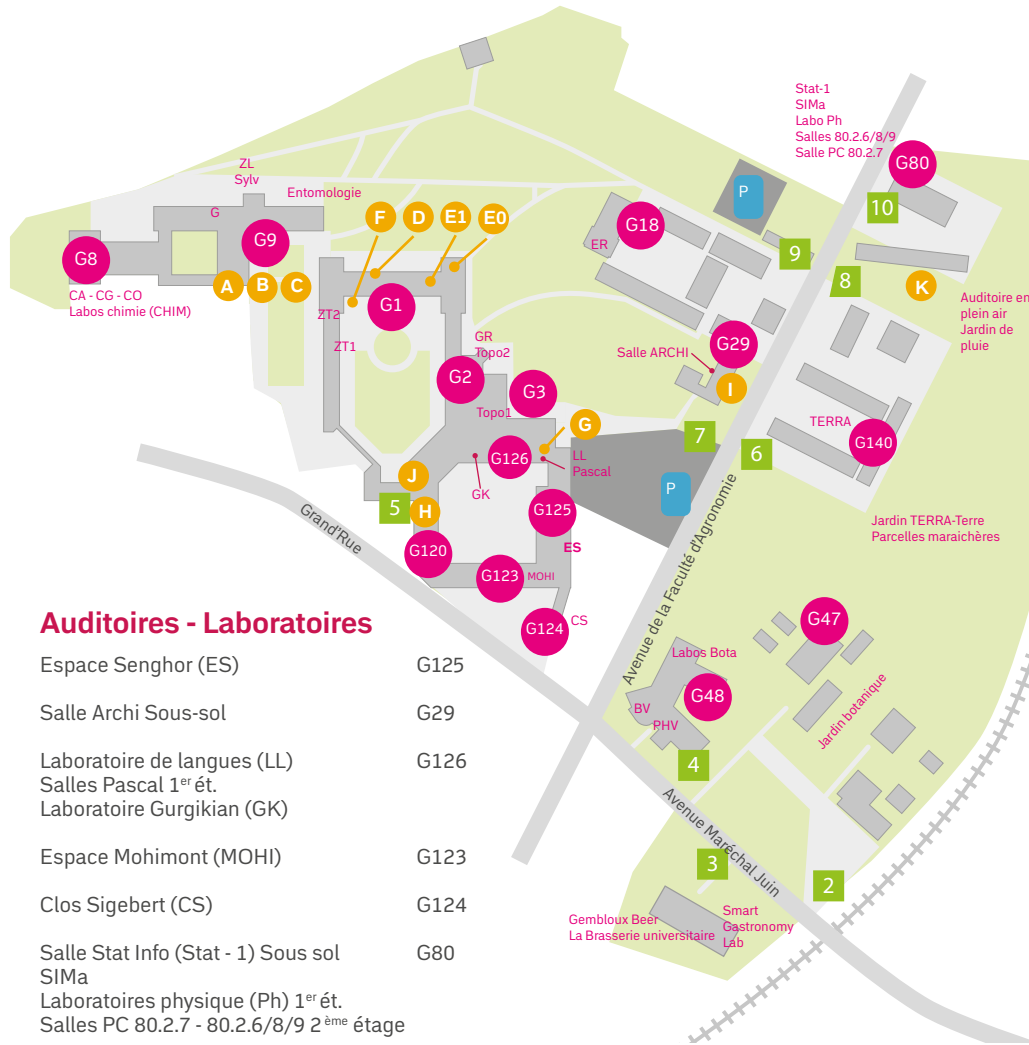 Stat-1
SIMa
Labo Ph
Salles 80.2.6/8/9
Salle PC 80.2.7
P
G80
10
ZL
Sylv
Entomologie
G
G9
G8
F
D
E1
E0
G18
ER
9
8
K
A
B
C
CA - CG - CO
Labos chimie (CHIM)
G1
ZT2
ZT1
Auditoire en
plein air
Jardin de
pluie
GR
Topo2
G2
G3
Topo1
Salle ARCHI
G29
I
G
7
6
TERRA
G140
G126
LL
Pascal
GK
J
5
H
P
G125
ES
Grand'Rue
G120
G123
MOHI
G124
CS
Avenue de la Faculté d'Agronomie
Jardin TERRA-Terre
Parcelles maraichères
G47
Labos Bota
G48
BV
PHV
Jardin botanique
4
Avenue Maréchal Juin
3
2
Gembloux Beer
La Brasserie universitaire
Smart
Gastronomy
Lab
Auditoires - Laboratoires
Espace Senghor (ES) G125
Salle Archi Sous-sol G29
Laboratoire de langues (LL) G126
Salles Pascal 1er ét.
Laboratoire Gurgikian (GK)
Espace Mohimont (MOHI) G123
Clos Sigebert (CS) G124
Salle Stat Info (Stat - 1) Sous sol G80
SIMa
Laboratoires physique (Ph) 1er ét.
Salles PC 80.2.7 - 80.2.6/8/9 2ème étage